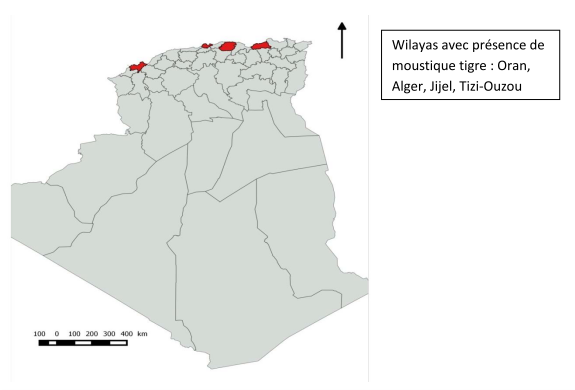 Wilayas avec présence de
moustique tigre : Oran,
Alger, Jijel, Tizi-Ouzou
100 0 100 200 300 400 km